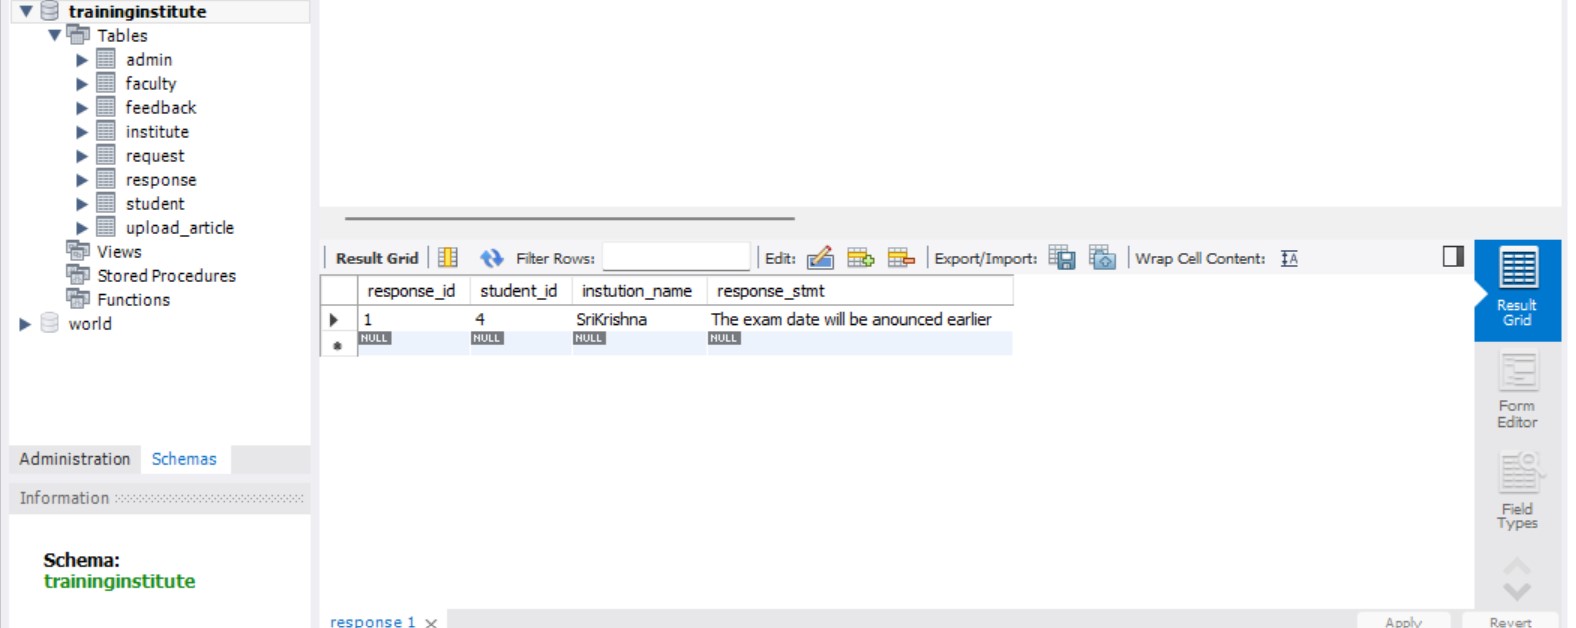 traininginstitute
Tables
admin
faculty
feedback
institute
request
response
student
upload_article
Views
Stored Procedures
Functions
world
Administration Schemas
Information
Schema:
traininginstitute
Result Grid Filter Rows: Edit: Export/Import: Wrap Cell Content:
response_id student_id instution_name response_stmt
1 4 SriKrishna The exam date will be anounced earlier
NULL NULL NULL NULL
Result
Grid
Form
Editor
Field
Types
response 1
Apply Revert